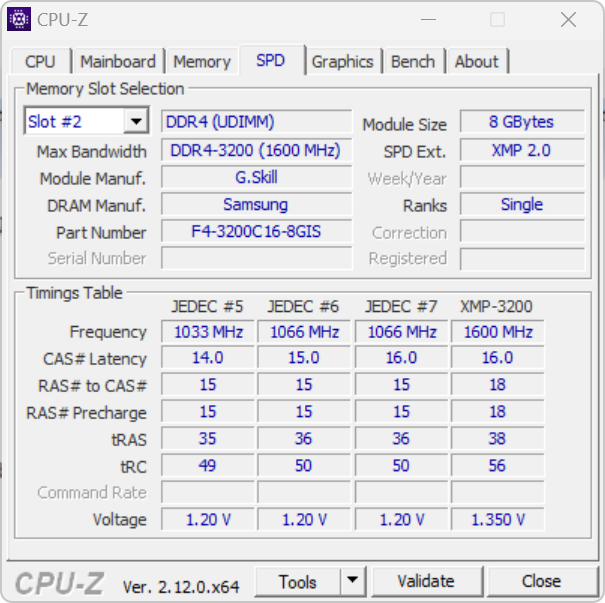 CPU-Z
CPU Mainboard Memory SPD Graphics Bench About
Memory Slot Selection
Slot #2 DDR4 (UDIMM) Module Size 8 GBytes
Max Bandwidth DDR4-3200 (1600 MHz) SPD Ext. XMP 2.0
Module Manuf. G.Skill Week/Year
DRAM Manuf. Samsung Ranks Single
Part Number F4-3200C16-8GIS Correction
Serial Number Registered
Timings Table
JEDEC #5 JEDEC #6 JEDEC #7 XMP-3200
Frequency 1033 MHz 1066 MHz 1066 MHz 1600 MHz
CAS# Latency 14.0 15.0 16.0 16.0
RAS# to CAS# 15 15 15 18
RAS# Precharge 15 15 15 18
tRAS 35 36 36 38
tRC 49 50 50 56
Command Rate
Voltage 1.20 V 1.20 V 1.20 V 1.350 V
CPU-Z Ver. 2.12.0.x64 Tools Validate Close